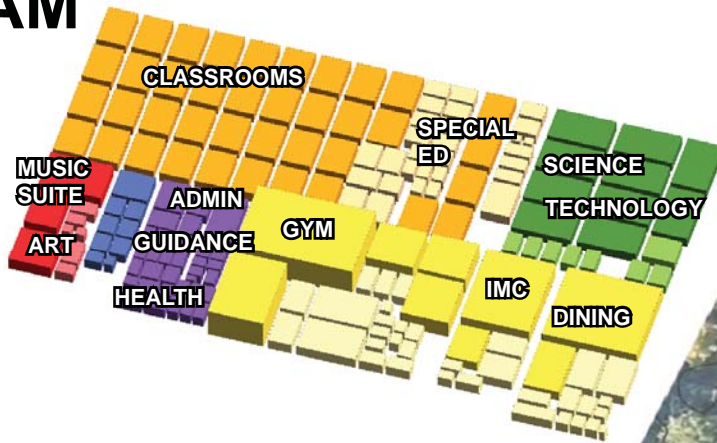 AM
CLASSROOMS
SPECIAL
ED
SCIENCE
TECHNOLOGY
MUSIC
SUITE
ADMIN
ART
GUIDANCE
GYM
HEALTH
IMC
DINING